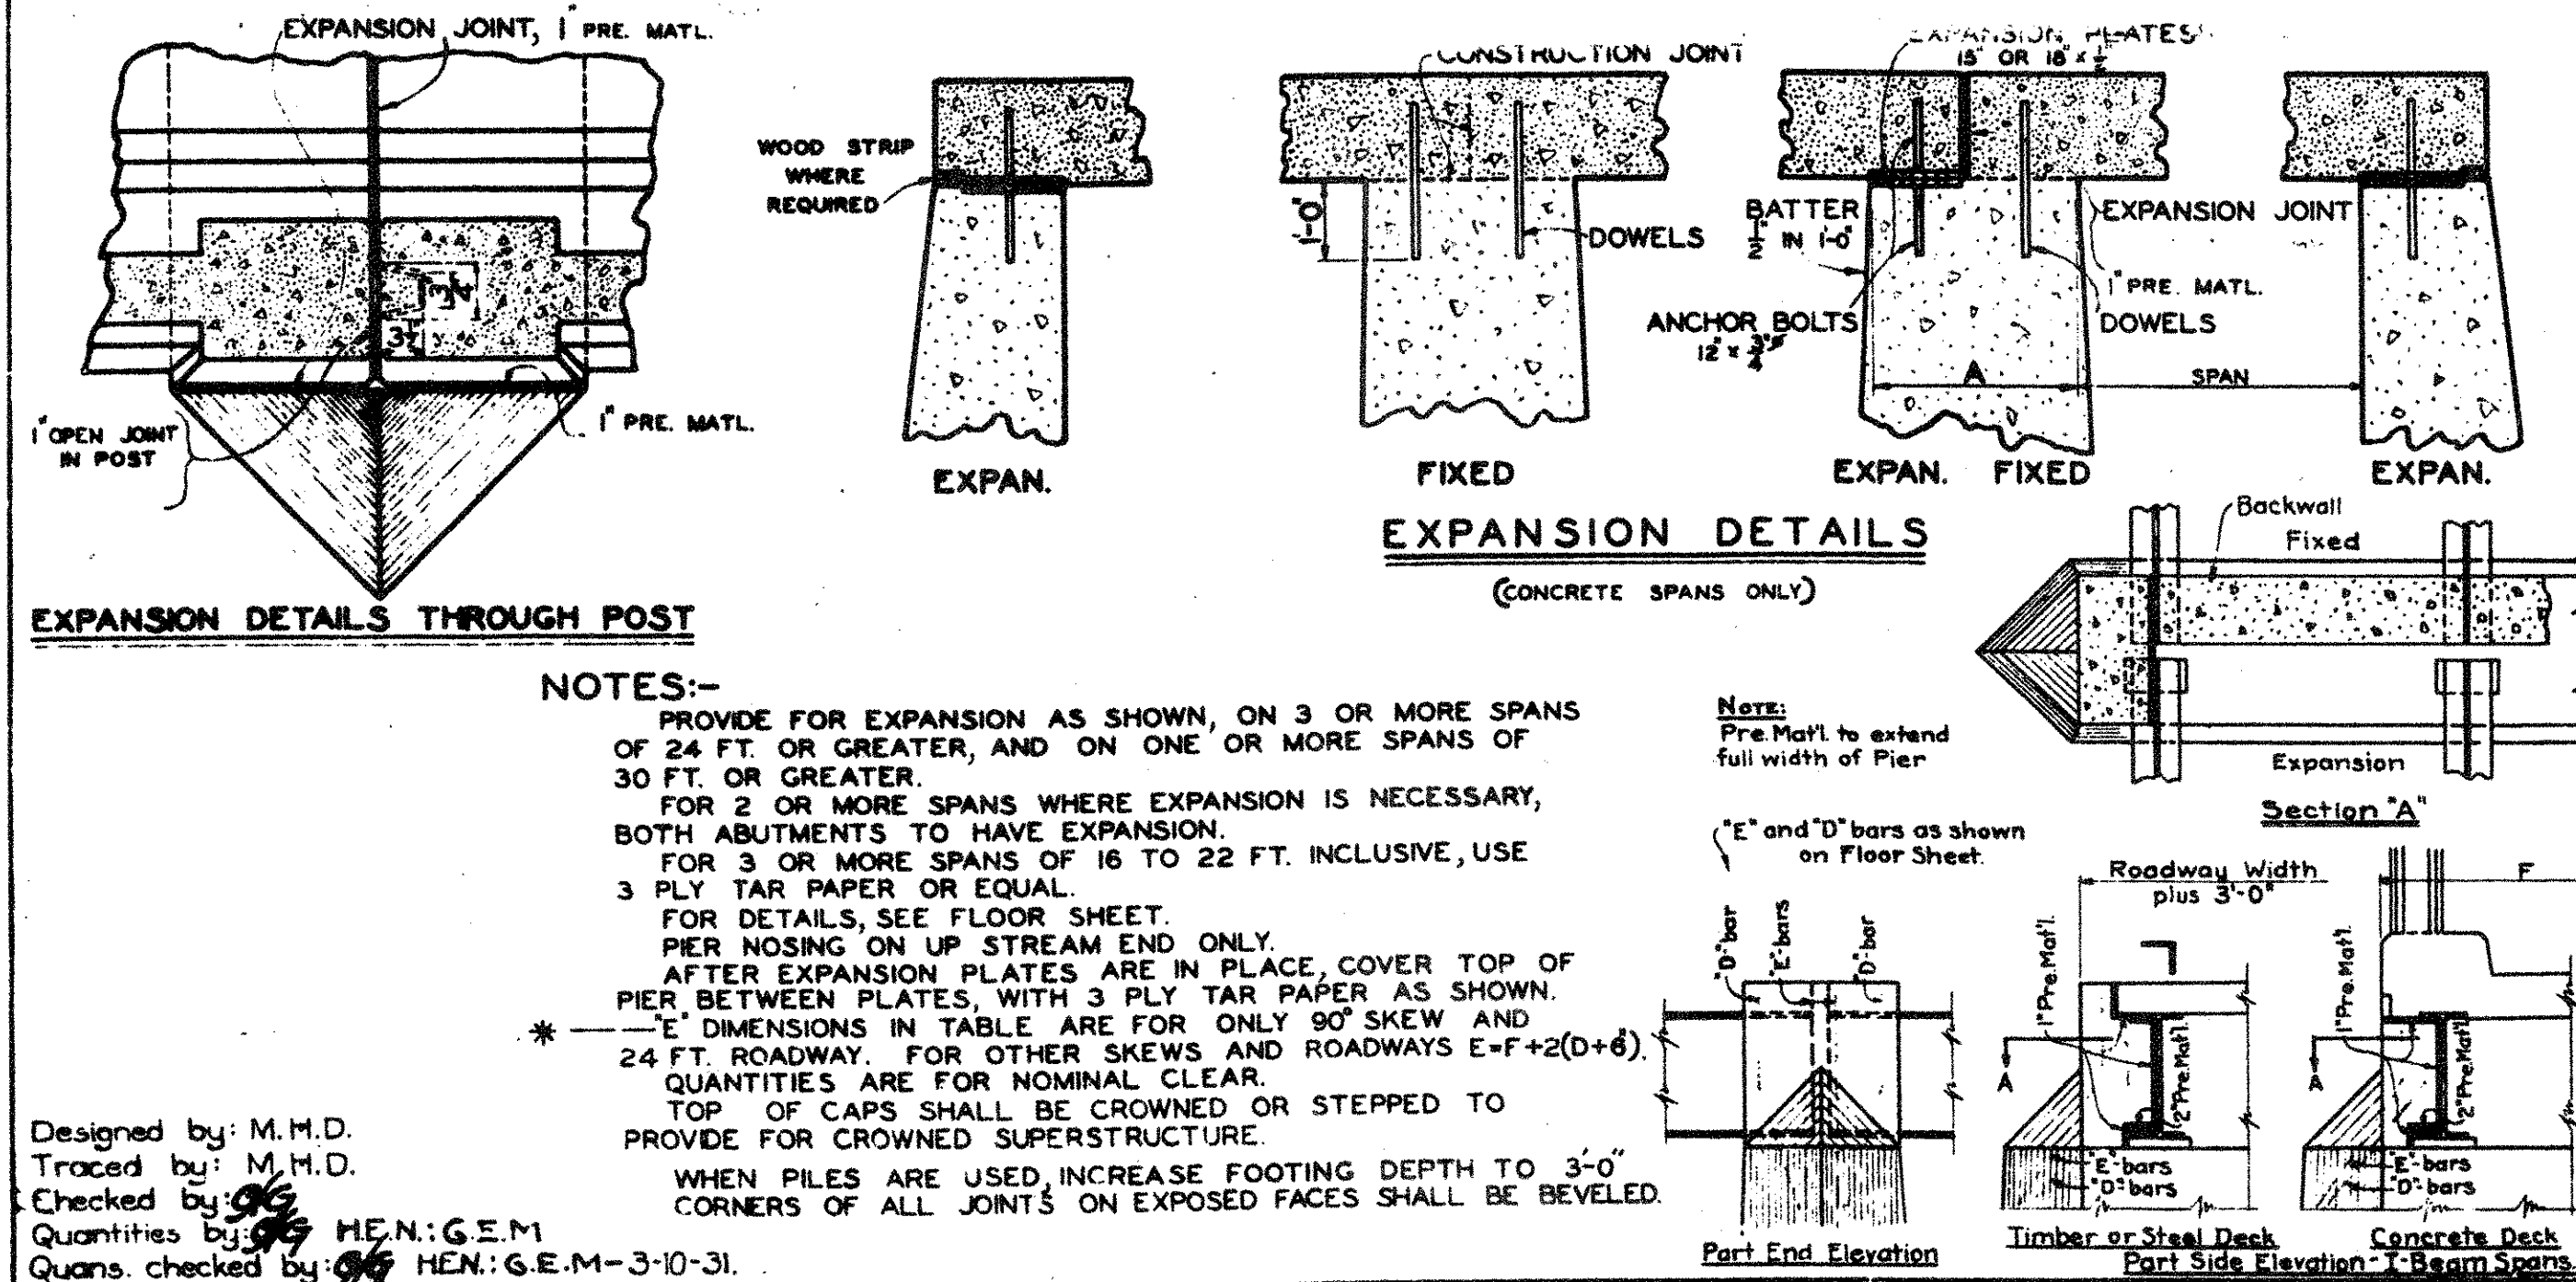 EXPANSION JOINT, 1" PRE. MATL.
1" OPEN JOINT
IN POST
1" PRE. MATL.
EXPANSION DETAILS THROUGH POST
WOOD STRIP
WHERE
REQUIRED
EXPAN.
CONSTRUCTION JOINT
1'-0"
DOWELS
FIXED
EXPANSION PLATES
15" OR 18" x ½"
BATTER
½" IN 1'-0"
ANCHOR BOLTS
12" x ¾"ø
EXPANSION JOINT
1" PRE. MATL.
DOWELS
A
SPAN
EXPAN. FIXED
EXPAN.
EXPANSION DETAILS
(CONCRETE SPANS ONLY)
Backwall
Fixed
Expansion
Section "A"
NOTES:-
PROVIDE FOR EXPANSION AS SHOWN, ON 3 OR MORE SPANS
OF 24 FT. OR GREATER, AND ON ONE OR MORE SPANS OF
30 FT. OR GREATER.
FOR 2 OR MORE SPANS WHERE EXPANSION IS NECESSARY,
BOTH ABUTMENTS TO HAVE EXPANSION.
FOR 3 OR MORE SPANS OF 16 TO 22 FT. INCLUSIVE, USE
3 PLY TAR PAPER OR EQUAL.
FOR DETAILS, SEE FLOOR SHEET.
PIER NOSING ON UP STREAM END ONLY.
AFTER EXPANSION PLATES ARE IN PLACE, COVER TOP OF
PIER BETWEEN PLATES, WITH 3 PLY TAR PAPER AS SHOWN.
* ——"E" DIMENSIONS IN TABLE ARE FOR ONLY 90° SKEW AND
24 FT. ROADWAY. FOR OTHER SKEWS AND ROADWAYS E=F+2(D+6").
QUANTITIES ARE FOR NOMINAL CLEAR.
TOP OF CAPS SHALL BE CROWNED OR STEPPED TO
PROVIDE FOR CROWNED SUPERSTRUCTURE.
WHEN PILES ARE USED, INCREASE FOOTING DEPTH TO 3'-0"
CORNERS OF ALL JOINTS ON EXPOSED FACES SHALL BE BEVELED.
NOTE:
Pre. Mat'l. to extend
full width of Pier
"E" and "D" bars as shown
on Floor Sheet.
"D"-bar
"E"-bars
"D"-bar
Part End Elevation
Roadway Width
plus 3'-0"
1" Pre. Mat'l.
A
½" Pre. Mat'l.
"E"-bars
"D"-bars
Timber or Steel Deck
F
1" Pre. Mat'l.
A
½" Pre. Mat'l.
"E"-bars
"D"-bars
Concrete Deck
Part Side Elevation - I-Beam Spans
Designed by: M.H.D.
Traced by: M.H.D.
Checked by:
Quantities by: H.E.N.: G.E.M
Quans. checked by: HEN.: G.E.M-3-10-31.